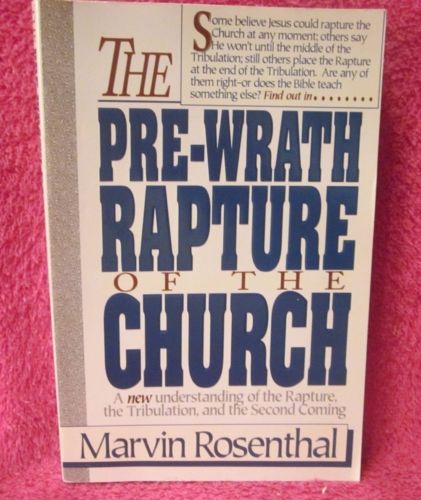 THE
Some believe Jesus could rapture the
Church at any moment; others say
He won't until the middle of the
Tribulation; still others place the Rapture
at the end of the Tribulation. Are any of
them right–or does the Bible teach
something else? Find out in........
PRE-WRATH
RAPTURE
OF THE
CHURCH
A new understanding of the Rapture,
the Tribulation, and the Second Coming
Marvin Rosenthal